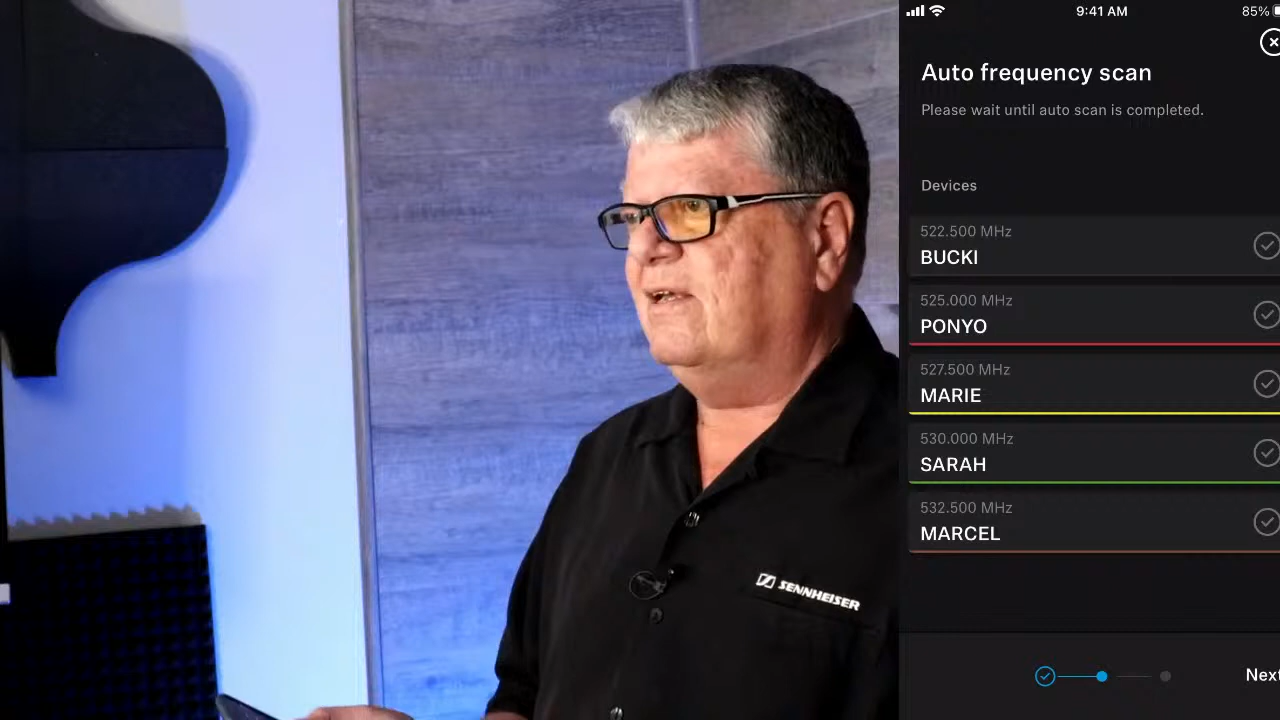 9:41 AM
85%
Auto frequency scan
Please wait until auto scan is completed.
Devices
522.500 MHz
BUCKI
525.000 MHz
PONYO
527.500 MHz
MARIE
530.000 MHz
SARAH
532.500 MHz
MARCEL
Next
SENNHEISER